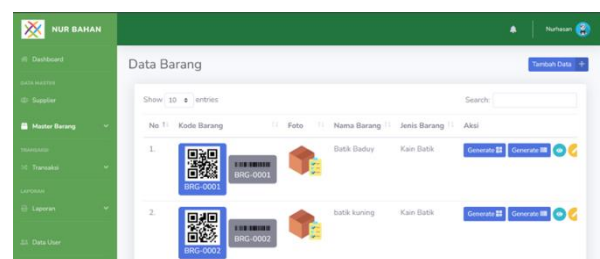 NUR BAHAN
Nurhasan
Dashboard
Data Barang
Tambah Data +
DATA MASTER
Supplier
Show 10 entries
Search:
Master Barang
No
Kode Barang
Foto
Nama Barang
Jenis Barang
Aksi
TRANSAKSI
Transaksi
1.
BRG-0001
BRG-0001
Batik Baduy
Kain Batik
Generate
Generate
LAPORAN
Laporan
2.
BRG-0002
BRG-0002
batik kuning
Kain Batik
Generate
Generate
Data User